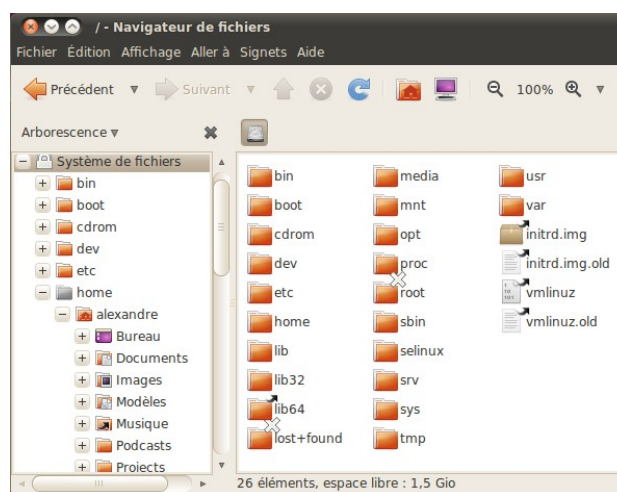 / - Navigateur de fichiers
Fichier Édition Affichage Aller à Signets Aide
Précédent Suivant 100%
Arborescence
Système de fichiers
bin
boot
cdrom
dev
etc
home
alexandre
Bureau
Documents
Images
Modèles
Musique
Podcasts
Projects
bin
boot
cdrom
dev
etc
home
lib
lib32
lib64
lost+found
media
mnt
opt
proc
root
sbin
selinux
srv
sys
tmp
usr
var
initrd.img
initrd.img.old
vmlinuz
vmlinuz.old
26 éléments, espace libre : 1,5 Gio